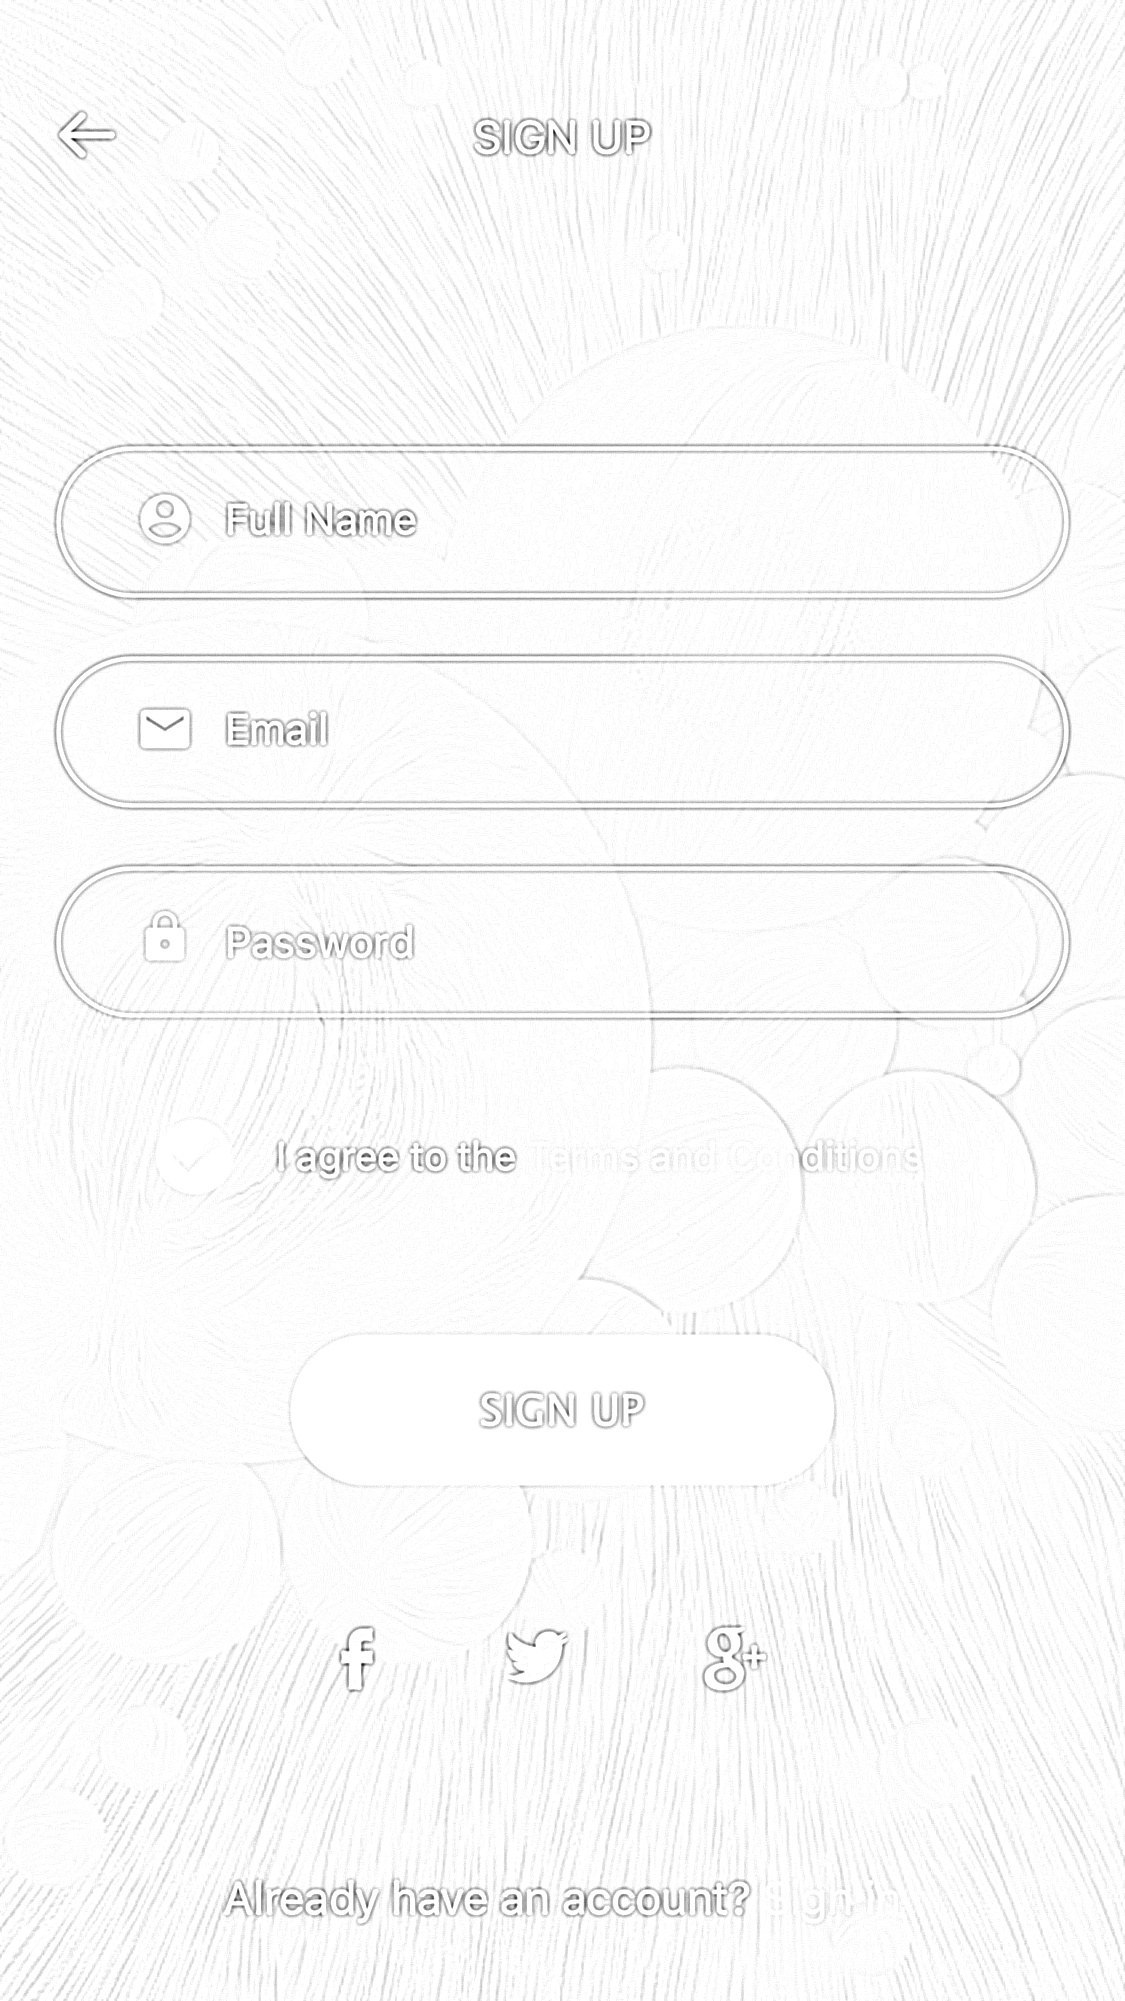 SIGN UP
Full Name
Email
Password
I agree to the Terms and Conditions
SIGN UP
f g+
Already have an account? Sign in